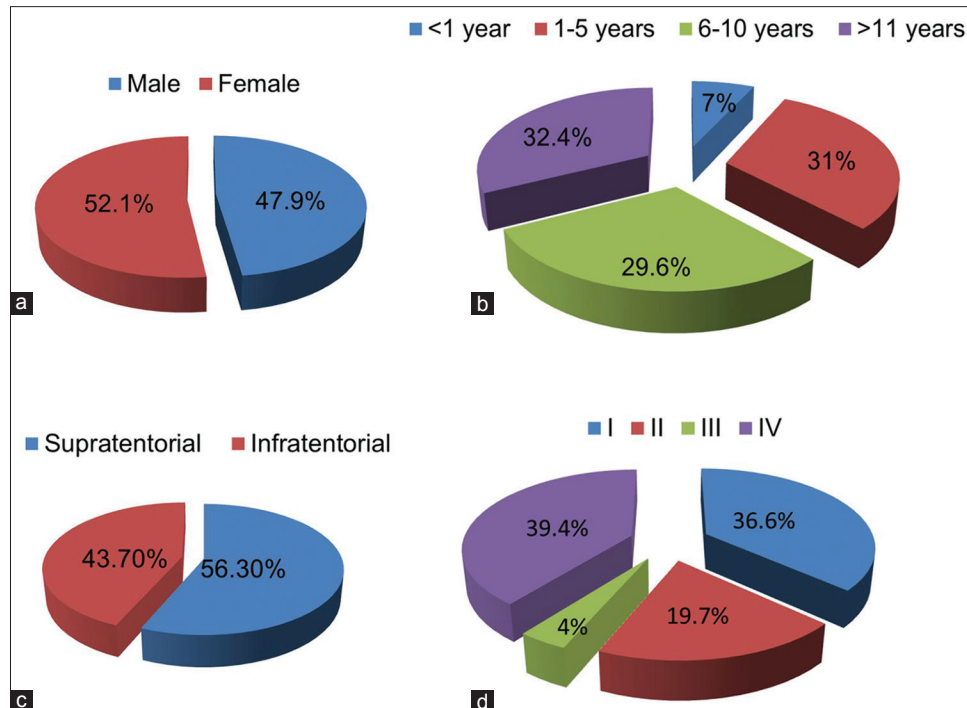 <1 year 1-5 years 6-10 years >11 years
Male Female
7%
32.4%
31%
52.1%
47.9%
29.6%
a
b
Supratentorial Infratentorial
I II III IV
39.4%
36.6%
43.70%
56.30%
4%
19.7%
c
d